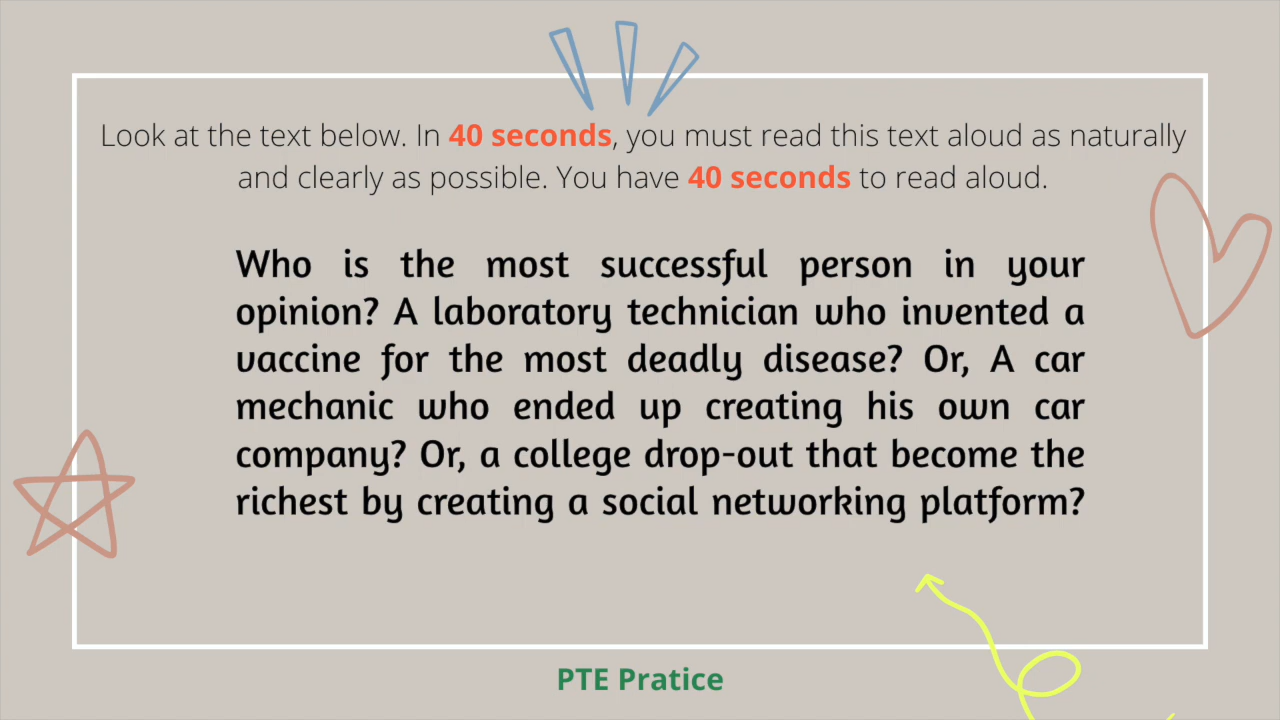 Look at the text below. In 40 seconds, you must read this text aloud as naturally
and clearly as possible. You have 40 seconds to read aloud.
Who is the most successful person in your
opinion? A laboratory technician who invented a
vaccine for the most deadly disease? Or, A car
mechanic who ended up creating his own car
company? Or, a college drop-out that become the
richest by creating a social networking platform?
PTE Pratice